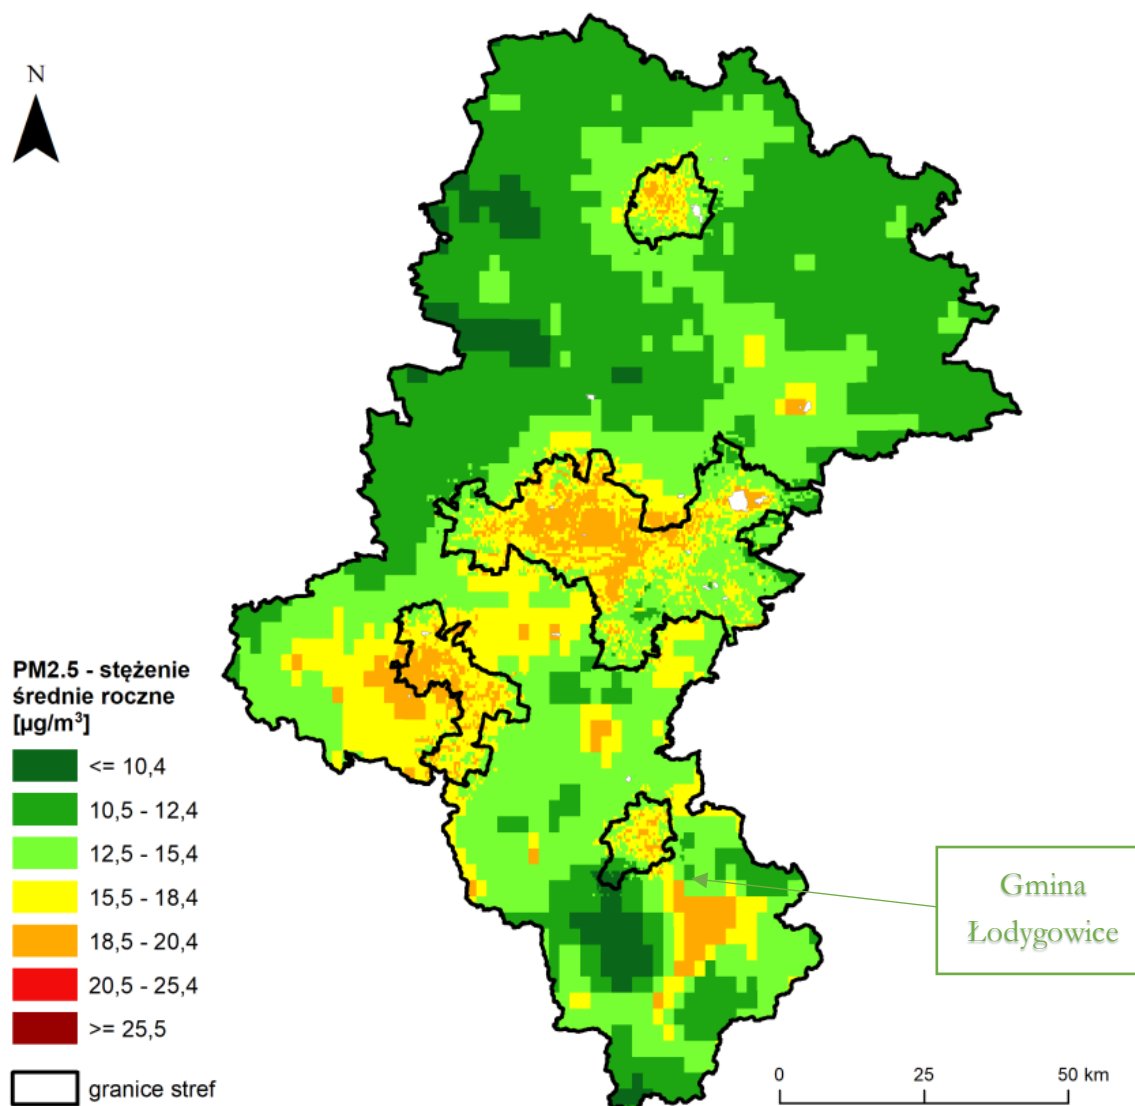 N
PM2.5 - stężenie
średnie roczne
[µg/m³]
<= 10,4
10,5 - 12,4
12,5 - 15,4
15,5 - 18,4
18,5 - 20,4
20,5 - 25,4
>= 25,5
granice stref
Gmina
Łodygowice
0 25 50 km